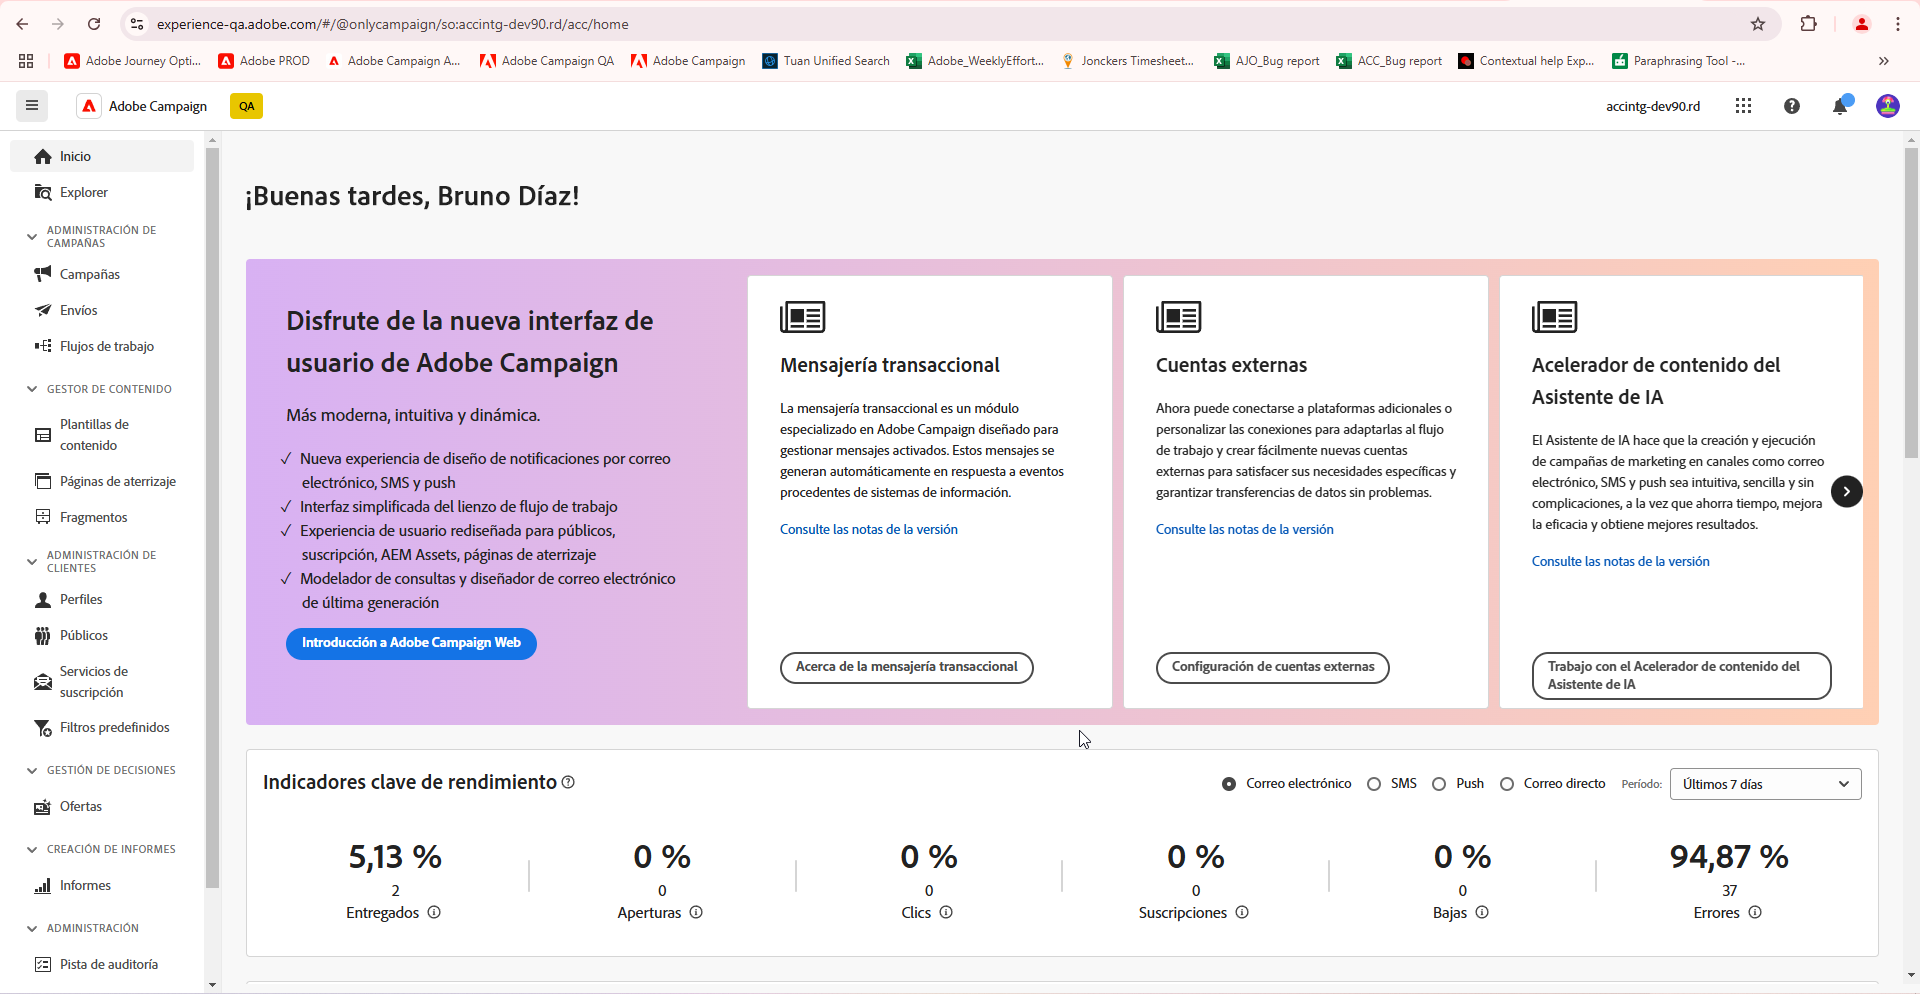 experience-qa.adobe.com/#/@onlycampaign/so:accintg-dev90.rd/acc/home
Adobe Journey Opti...
Adobe PROD
Adobe Campaign A...
Adobe Campaign QA
Adobe Campaign
Tuan Unified Search
Adobe_WeeklyEffort...
Jonckers Timesheet...
AJO_Bug report
ACC_Bug report
Contextual help Exp...
Paraphrasing Tool -...
Adobe Campaign
QA
accintg-dev90.rd
Inicio
Explorer
ADMINISTRACIÓN DE
CAMPAÑAS
Campañas
Envíos
Flujos de trabajo
GESTOR DE CONTENIDO
Plantillas de
contenido
Páginas de aterrizaje
Fragmentos
ADMINISTRACIÓN DE
CLIENTES
Perfiles
Públicos
Servicios de
suscripción
Filtros predefinidos
GESTIÓN DE DECISIONES
Ofertas
CREACIÓN DE INFORMES
Informes
ADMINISTRACIÓN
Pista de auditoría
¡Buenas tardes, Bruno Díaz!
Disfrute de la nueva interfaz de
usuario de Adobe Campaign
Más moderna, intuitiva y dinámica.
✓ Nueva experiencia de diseño de notificaciones por correo
electrónico, SMS y push
✓ Interfaz simplificada del lienzo de flujo de trabajo
✓ Experiencia de usuario rediseñada para públicos,
suscripción, AEM Assets, páginas de aterrizaje
✓ Modelador de consultas y diseñador de correo electrónico
de última generación
Introducción a Adobe Campaign Web
Mensajería transaccional
La mensajería transaccional es un módulo
especializado en Adobe Campaign diseñado para
gestionar mensajes activados. Estos mensajes se
generan automáticamente en respuesta a eventos
procedentes de sistemas de información.
Consulte las notas de la versión
Acerca de la mensajería transaccional
Cuentas externas
Ahora puede conectarse a plataformas adicionales o
personalizar las conexiones para adaptarlas al flujo
de trabajo y crear fácilmente nuevas cuentas
externas para satisfacer sus necesidades específicas y
garantizar transferencias de datos sin problemas.
Consulte las notas de la versión
Configuración de cuentas externas
Acelerador de contenido del
Asistente de IA
El Asistente de IA hace que la creación y ejecución
de campañas de marketing en canales como correo
electrónico, SMS y push sea intuitiva, sencilla y sin
complicaciones, a la vez que ahorra tiempo, mejora
la eficacia y obtiene mejores resultados.
Consulte las notas de la versión
Trabajo con el Acelerador de contenido del
Asistente de IA
Indicadores clave de rendimiento
Correo electrónico
SMS
Push
Correo directo
Período:
Últimos 7 días
5,13 %
2
Entregados
0 %
0
Aperturas
0 %
0
Clics
0 %
0
Suscripciones
0 %
0
Bajas
94,87 %
37
Errores